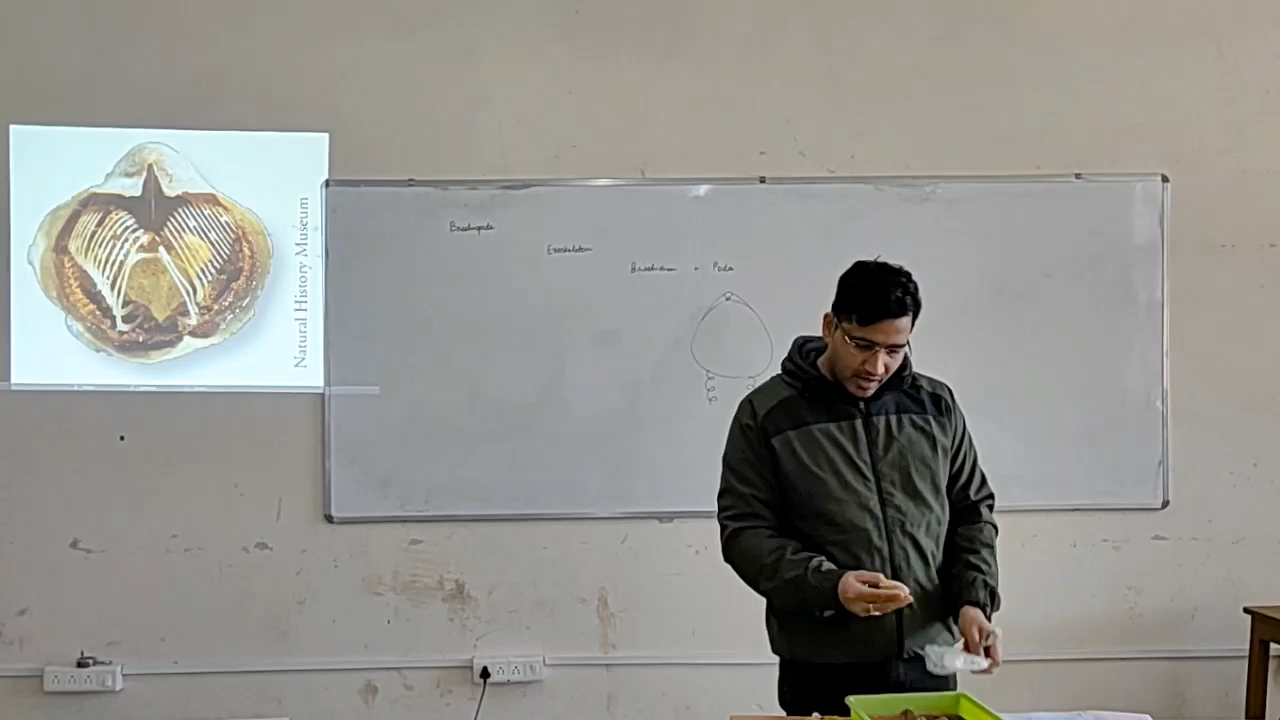 Natural History Museum
Brachiopoda
Exoskeleton
Brachium + Poda